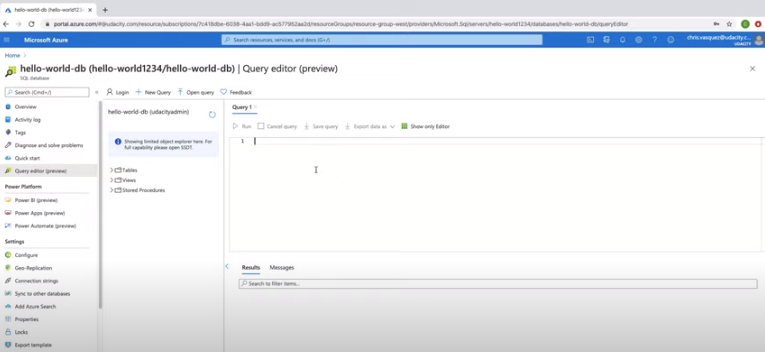 hello-world-db (hello-world1
portal.azure.com/#@udacity.com/resource/subscriptions/7c418dbe-6038-4aa1-bdd9-ac577952aa2d/resourceGroups/resource-group-west/providers/Microsoft.Sql/servers/hello-world1234/databases/hello-world-db/queryEditor
Microsoft Azure
Search resources, services, and docs (G+/)
chris.vasquez@udacity.c...
UDACITY
Home
hello-world-db (hello-world1234/hello-world-db) | Query editor (preview)
SQL database
Search (Cmd+/)
Login
New Query
Open query
Feedback
Overview
Activity log
Tags
Diagnose and solve problems
Quick start
Query editor (preview)
Power Platform
Power BI (preview)
Power Apps (preview)
Power Automate (preview)
Settings
Configure
Geo-Replication
Connection strings
Sync to other databases
Add Azure Search
Properties
Locks
Export template
hello-world-db (udacityadmin)
Showing limited object explorer here. For
full capability please open SSDT.
Tables
Views
Stored Procedures
Query 1
Run
Cancel query
Save query
Export data as
Show only Editor
1
Results
Messages
Search to filter items...